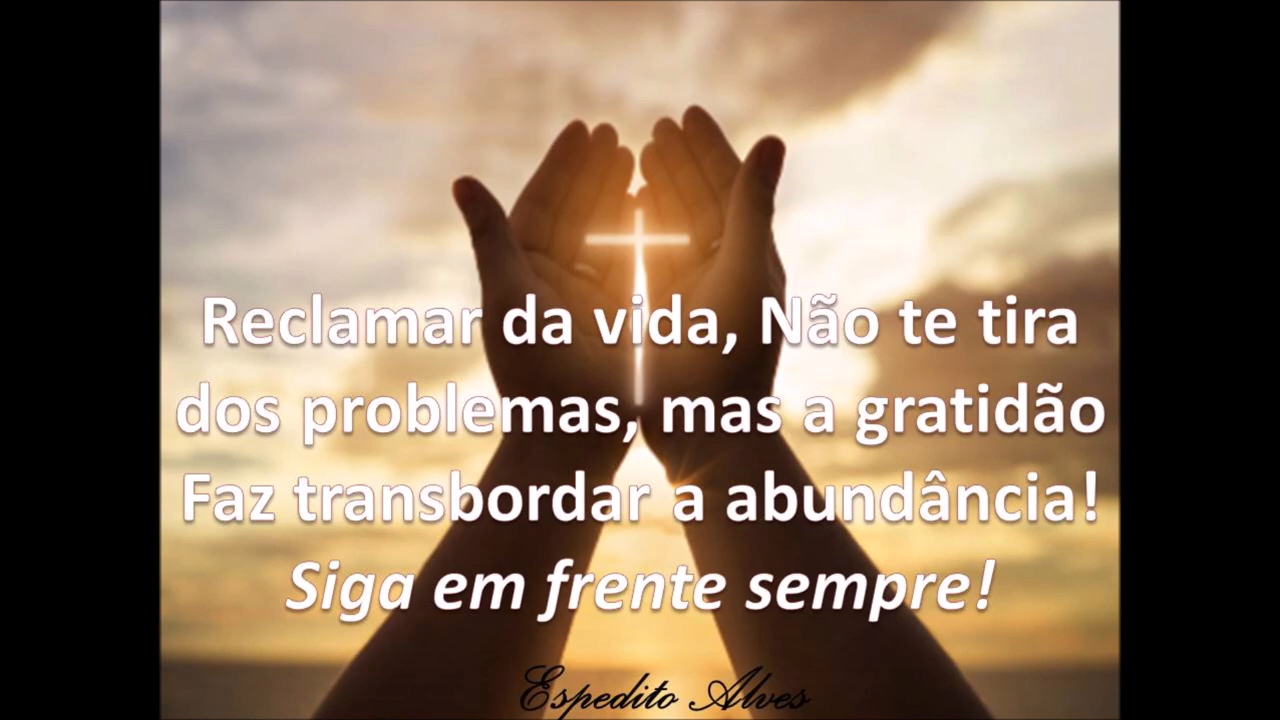 Reclamar da vida, Não te tira
dos problemas, mas a gratidão
Faz transbordar a abundância!
Siga em frente sempre!
Espedito Alves